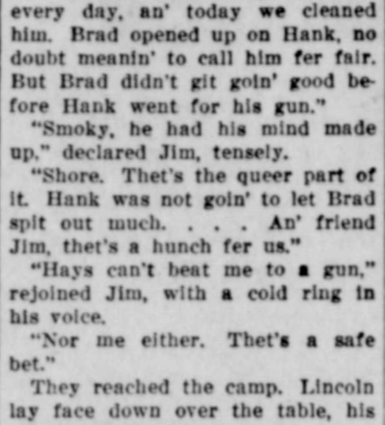 every day, an' today we cleaned
him. Brad opened up on Hank, no
doubt meanin' to call him fer fair.
But Brad didn't git goin' good be-
fore Hank went for his gun."
"Smoky, he had his mind made
up," declared Jim, tensely.
"Shore. Thet's the queer part of
it. Hank was not goin' to let Brad
spit out much. . . . An' friend
Jim, thet's a hunch fer us."
"Hays can't beat me to a gun,"
rejoined Jim, with a cold ring in
his voice.
"Nor me either. Thet's a safe
bet."
They reached the camp. Lincoln
lay face down over the table, his